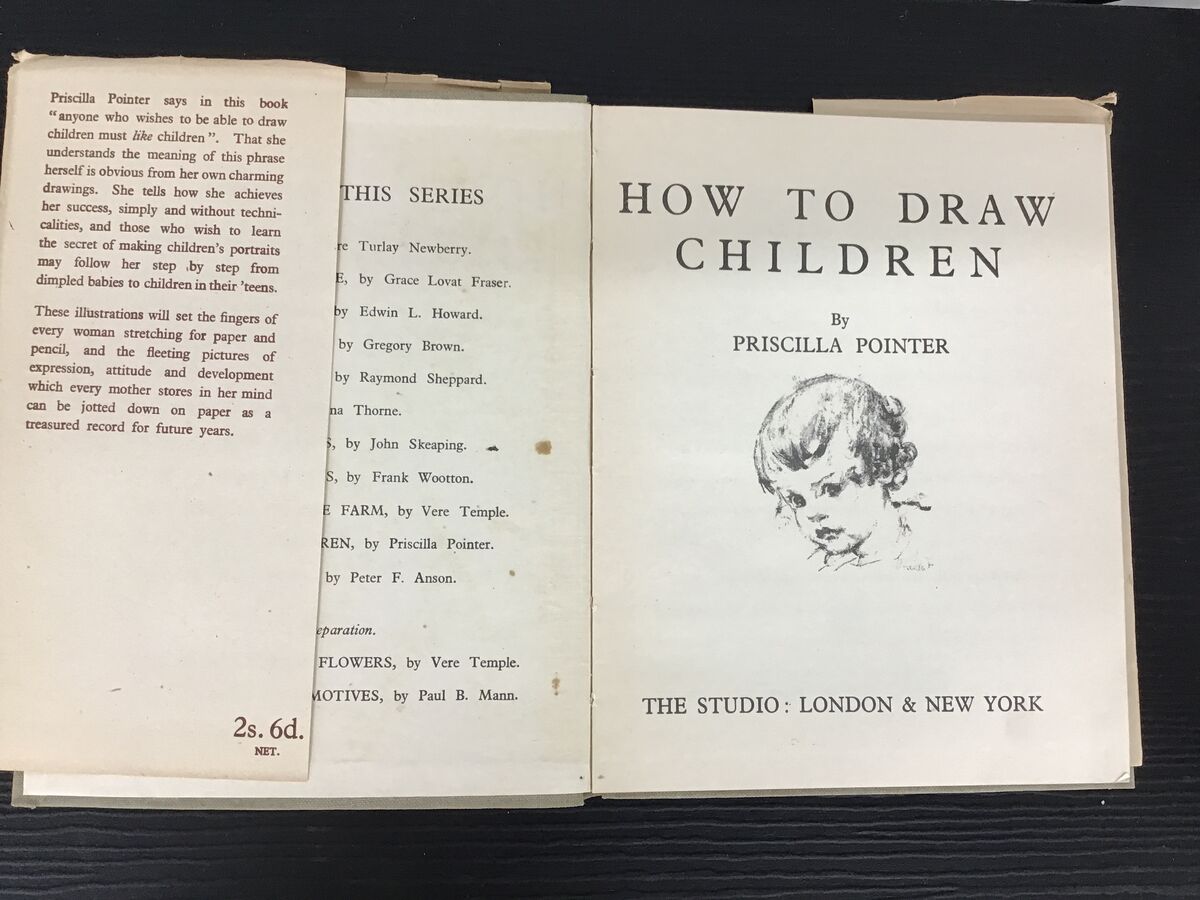 Priscilla Pointer says in this book
“anyone who wishes to be able to draw
children must like children”. That she
understands the meaning of this phrase
herself is obvious from her own charming
drawings. She tells how she achieves
her success, simply and without techni-
calities, and those who wish to learn
the secret of making children's portraits
may follow her step by step from
dimpled babies to children in their 'teens.
These illustrations will set the fingers of
every woman stretching for paper and
pencil, and the fleeting pictures of
expression, attitude and development
which every mother stores in her mind
can be jotted down on paper as a
treasured record for future years.
2s. 6d.
NET.
THIS SERIES
re Turlay Newberry.
E, by Grace Lovat Fraser.
by Edwin L. Howard.
by Gregory Brown.
by Raymond Sheppard.
na Thorne.
S, by John Skeaping.
S, by Frank Wootton.
E FARM, by Vere Temple.
REN, by Priscilla Pointer.
by Peter F. Anson.
eparation.
FLOWERS, by Vere Temple.
MOTIVES, by Paul B. Mann.
HOW TO DRAW
CHILDREN
By
PRISCILLA POINTER
THE STUDIO: LONDON & NEW YORK